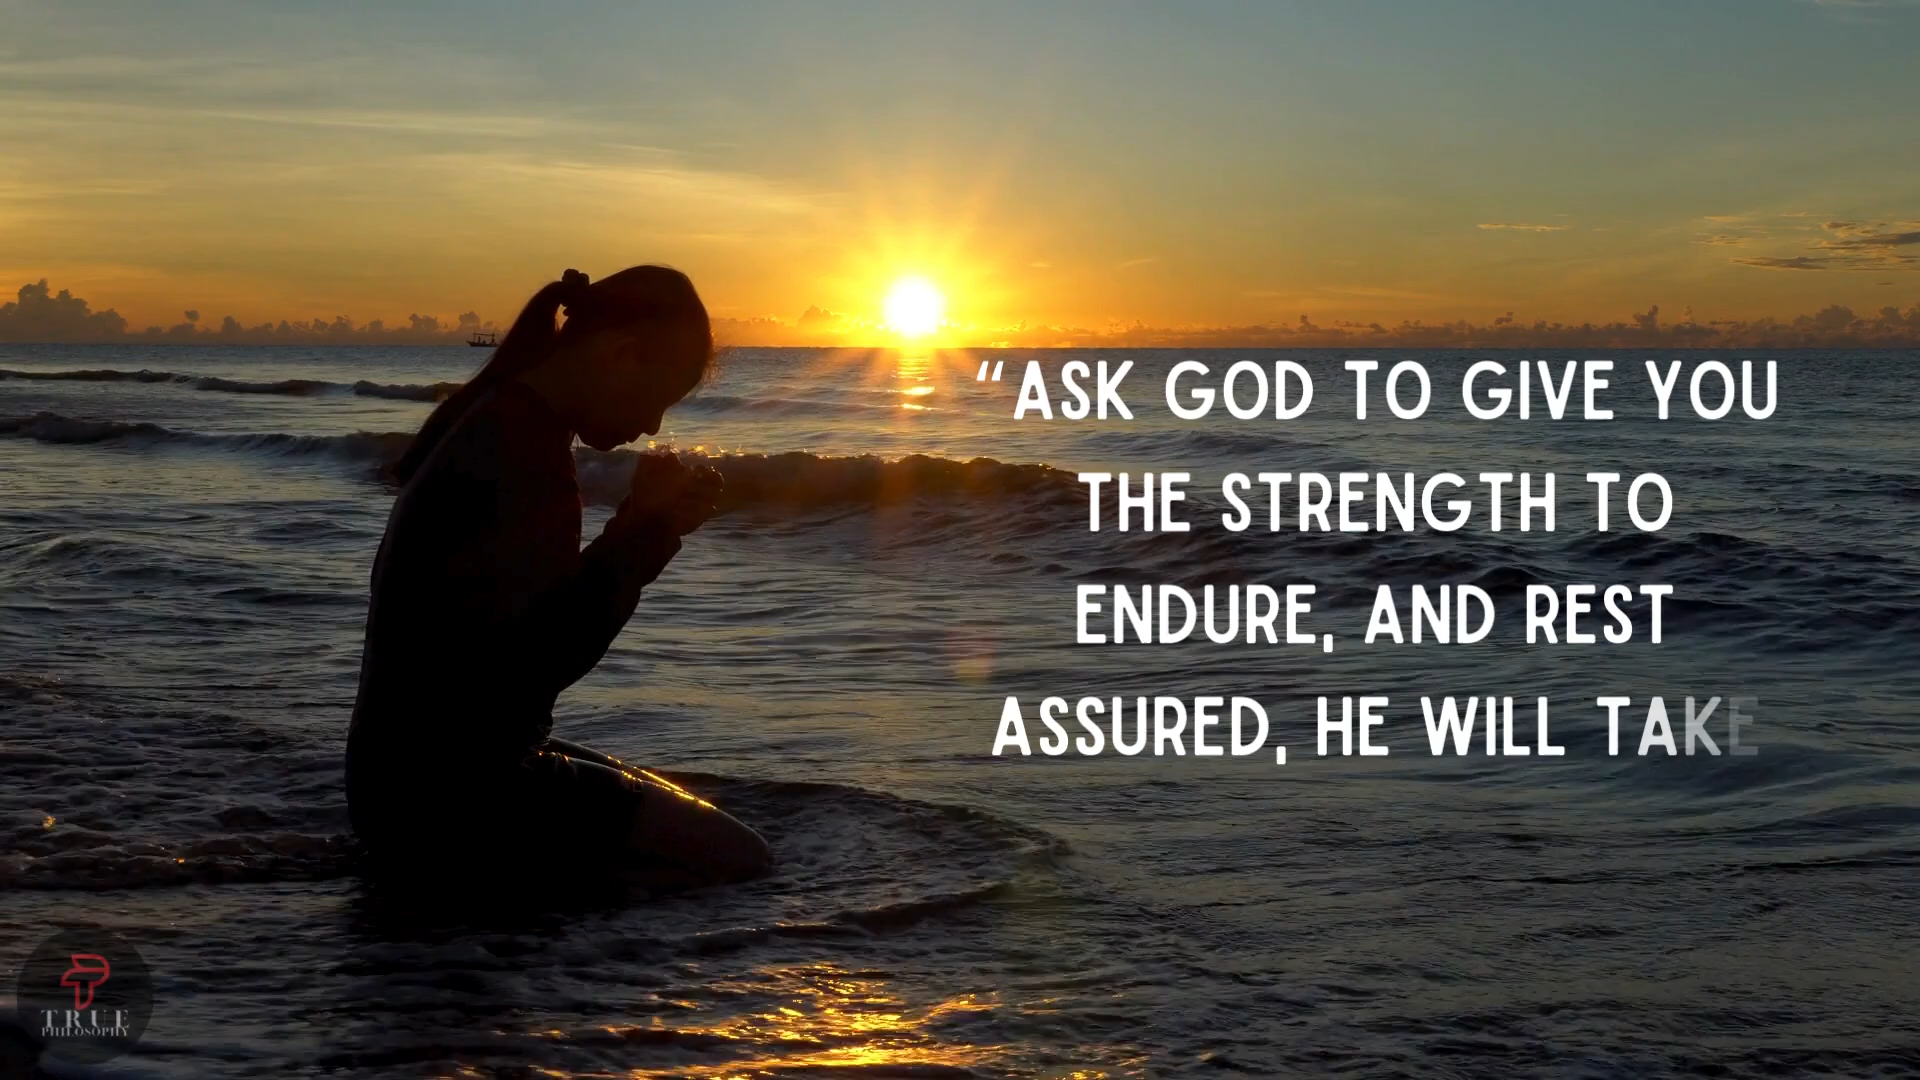 “ASK GOD TO GIVE YOU
THE STRENGTH TO
ENDURE, AND REST
ASSURED, HE WILL TAKE
TRUE
PHILOSOPHY